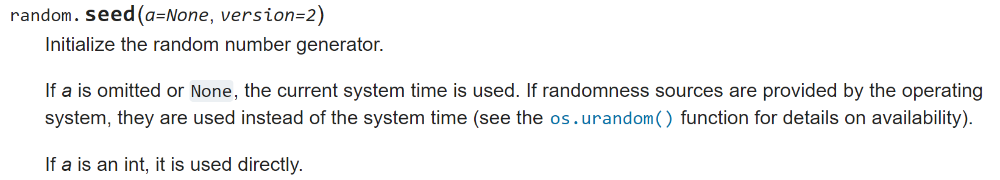 random.seed(a=None, version=2)
Initialize the random number generator.
If a is omitted or None, the current system time is used. If randomness sources are provided by the operating
system, they are used instead of the system time (see the os.urandom() function for details on availability).
If a is an int, it is used directly.